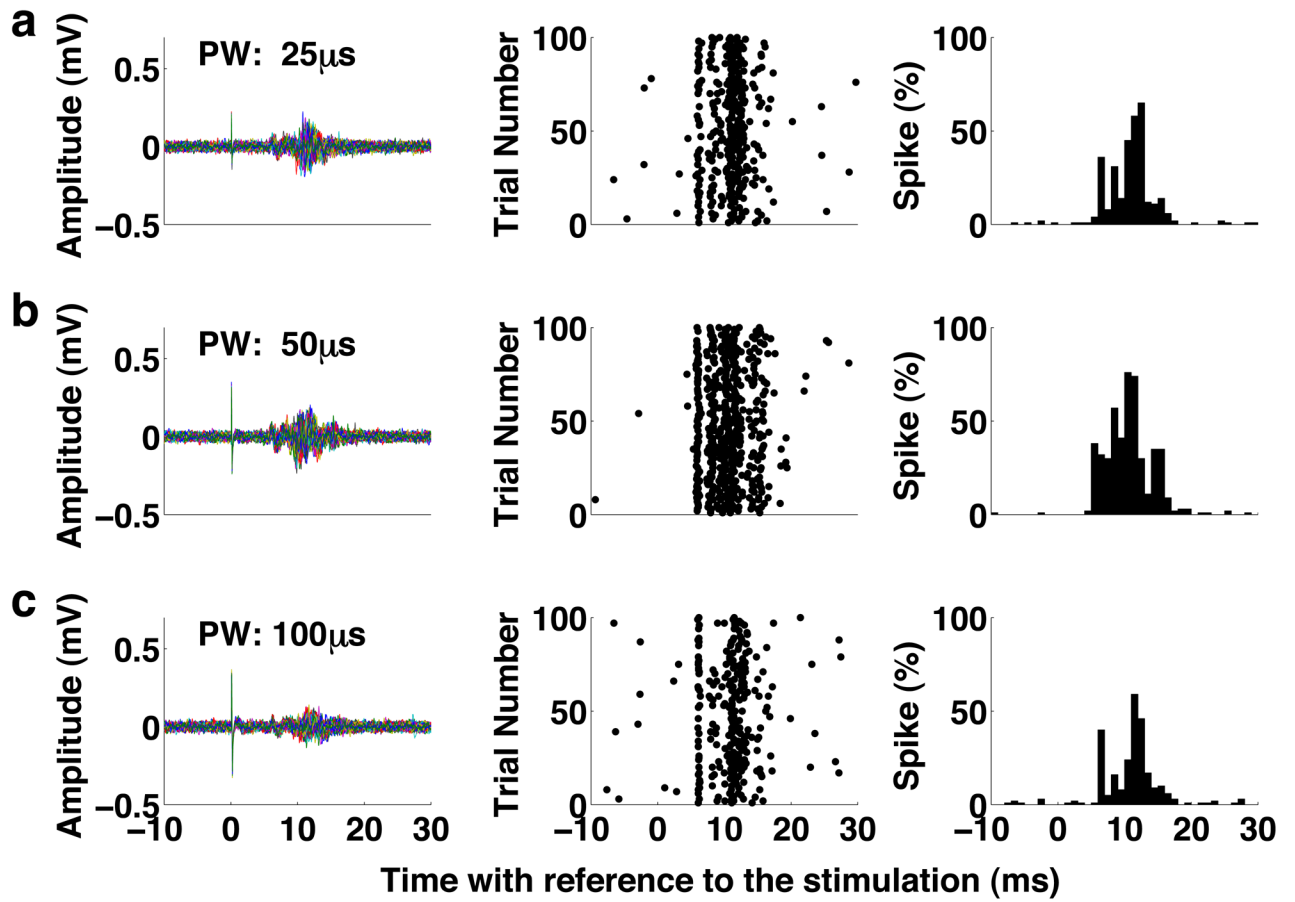 a
Amplitude (mV)
0.5
0
−0.5
PW: 25μs
Trial Number
100
50
0
Spike (%)
100
50
0
b
Amplitude (mV)
0.5
0
−0.5
PW: 50μs
Trial Number
100
50
0
Spike (%)
100
50
0
c
Amplitude (mV)
0.5
0
−0.5
PW: 100μs
Trial Number
100
50
0
Spike (%)
100
50
0
−10 0 10 20 30
−10 0 10 20 30
−10 0 10 20 30
Time with reference to the stimulation (ms)